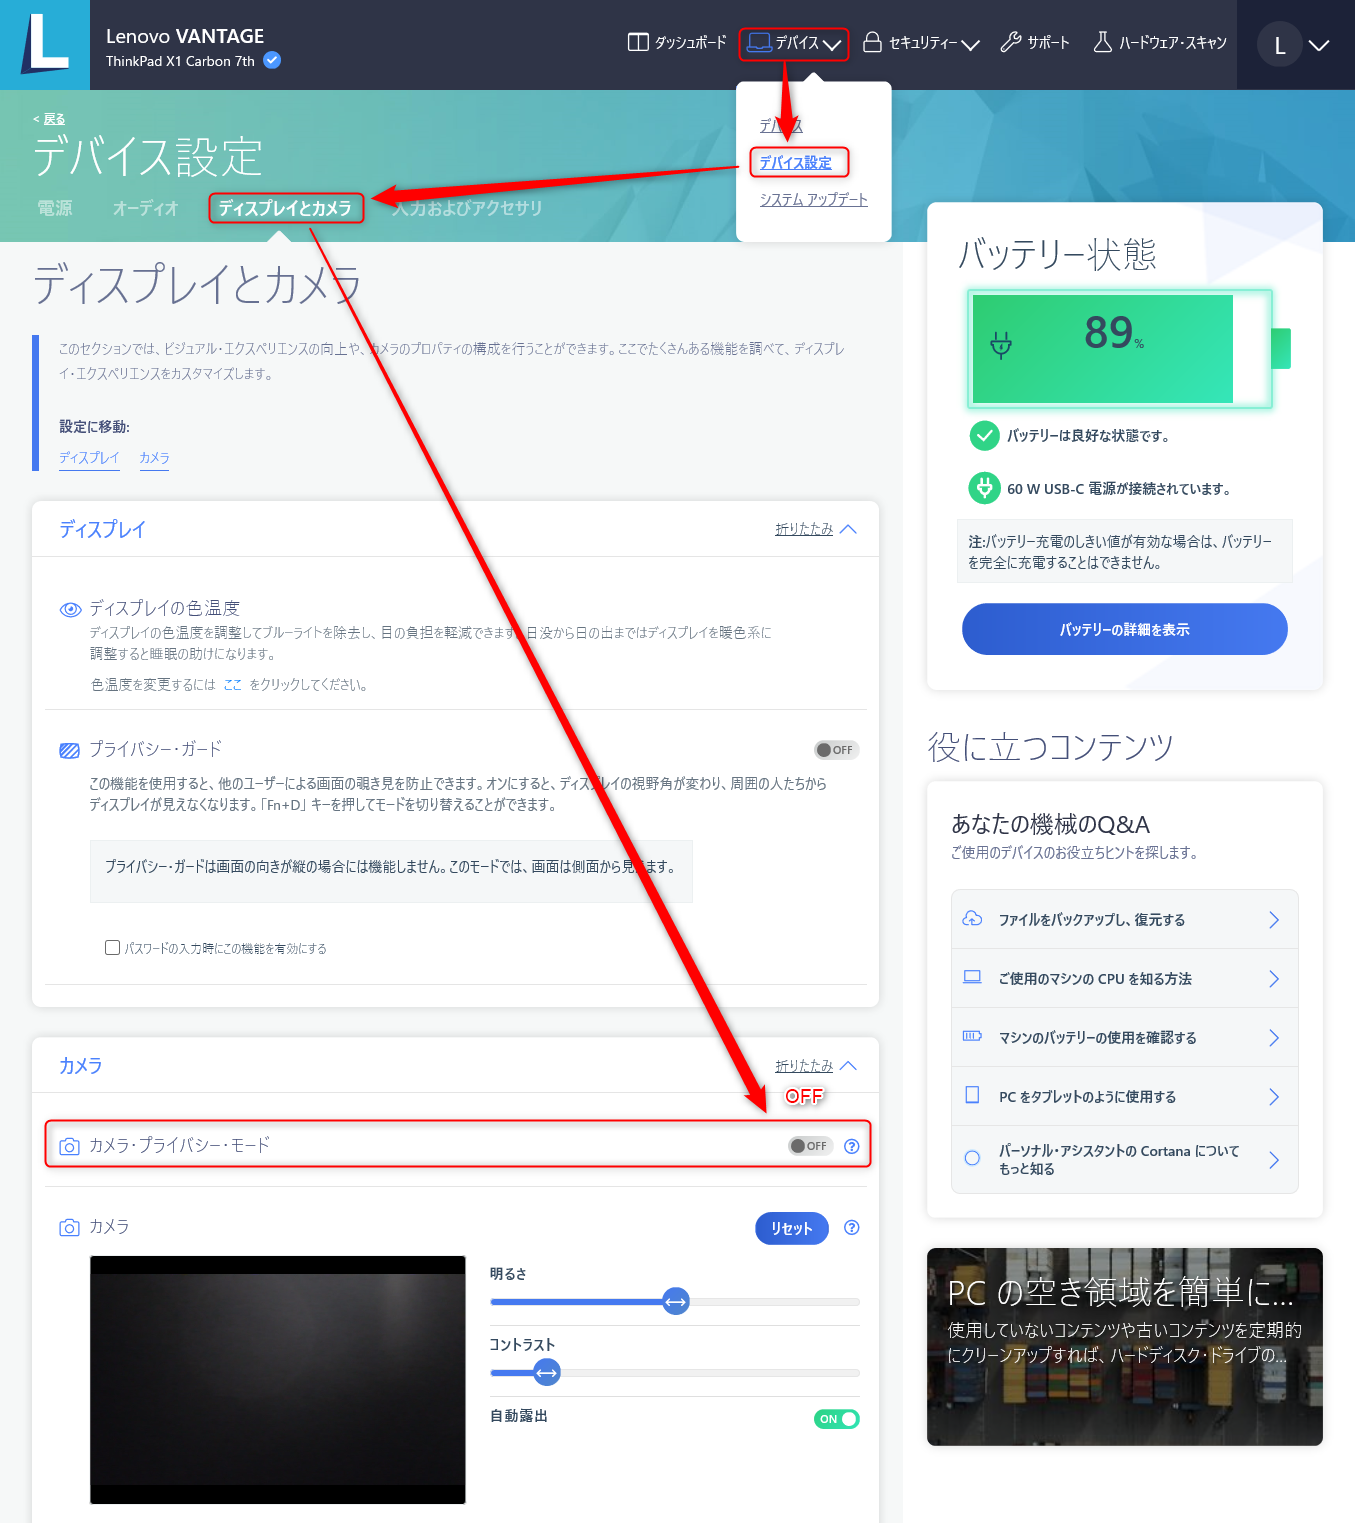 Lenovo VANTAGE
ThinkPad X1 Carbon 7th
ダッシュボード
デバイス
セキュリティー
サポート
ハードウェア・スキャン
L
デバイス
デバイス設定
システム アップデート
< 戻る
デバイス設定
電源
オーディオ
ディスプレイとカメラ
入力およびアクセサリ
ディスプレイとカメラ
このセクションでは、ビジュアル・エクスペリエンスの向上や、カメラのプロパティの構成を行うことができます。ここでたくさんある機能を調べて、ディスプレ
イ・エクスペリエンスをカスタマイズします。
設定に移動:
ディスプレイ
カメラ
ディスプレイ
折りたたみ
ディスプレイの色温度
ディスプレイの色温度を調整してブルーライトを除去し、目の負担を軽減できます。日没から日の出まではディスプレイを暖色系に
調整すると睡眠の助けになります。
色温度を変更するには ここ をクリックしてください。
プライバシー・ガード
OFF
この機能を使用すると、他のユーザーによる画面の覗き見を防止できます。オンにすると、ディスプレイの視野角が変わり、周囲の人たちから
ディスプレイが見えなくなります。「Fn+D」 キーを押してモードを切り替えることができます。
プライバシー・ガードは画面の向きが縦の場合には機能しません。このモードでは、画面は側面から見えます。
パスワードの入力時にこの機能を有効にする
カメラ
折りたたみ
OFF
カメラ・プライバシー・モード
OFF
カメラ
リセット
明るさ
コントラスト
自動露出
ON
バッテリー状態
89%
バッテリーは良好な状態です。
60 W USB-C 電源が接続されています。
注:バッテリー充電のしきい値が有効な場合は、バッテリー
を完全に充電することはできません。
バッテリーの詳細を表示
役に立つコンテンツ
あなたの機械のQ&A
ご使用のデバイスのお役立ちヒントを探します。
ファイルをバックアップし、復元する
ご使用のマシンの CPU を知る方法
マシンのバッテリーの使用を確認する
PC をタブレットのように使用する
パーソナル・アシスタントの Cortana について
もっと知る
PC の空き領域を簡単に...
使用していないコンテンツや古いコンテンツを定期的
にクリーンアップすれば、ハードディスク・ドライブの...